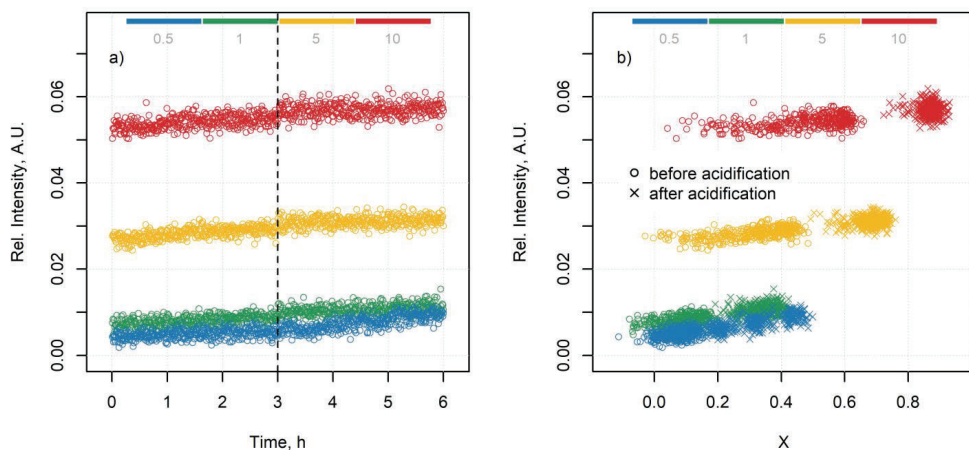 0.5 1 5 10
a)
Rel. Intensity, A.U.
0.00 0.02 0.04 0.06
0 1 2 3 4 5 6
Time, h
0.5 1 5 10
b)
before acidification
after acidification
Rel. Intensity, A.U.
0.00 0.02 0.04 0.06
0.0 0.2 0.4 0.6 0.8
X